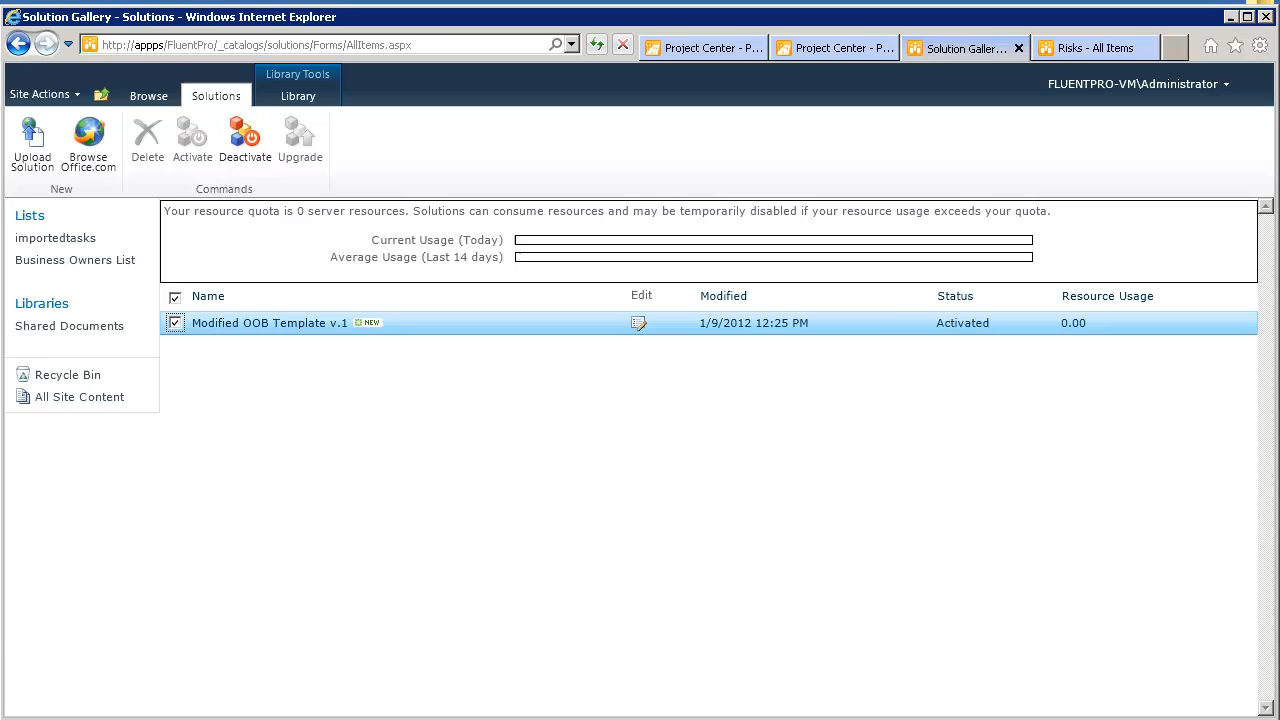 Solution Gallery - Solutions - Windows Internet Explorer
http://appps/FluentPro/_catalogs/solutions/Forms/AllItems.aspx
Project Center - P...
Project Center - P...
Solution Gallery...
Risks - All Items
Library Tools
Site Actions
Browse
Solutions
Library
FLUENTPRO-VM\Administrator
Upload Solution
Browse Office.com
Delete
Activate
Deactivate
Upgrade
New
Commands
Lists
importedtasks
Business Owners List
Libraries
Shared Documents
Recycle Bin
All Site Content
Your resource quota is 0 server resources. Solutions can consume resources and may be temporarily disabled if your resource usage exceeds your quota.
Current Usage (Today)
Average Usage (Last 14 days)
Name Edit Modified Status Resource Usage
Modified OOB Template v.1 NEW 1/9/2012 12:25 PM Activated 0.00